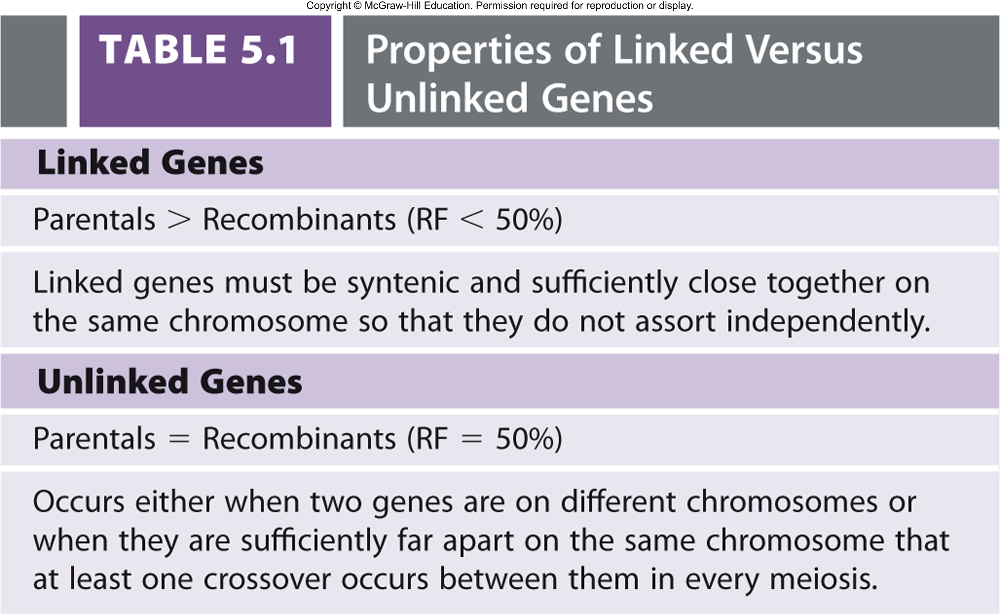 Copyright © McGraw-Hill Education. Permission required for reproduction or display.
TABLE 5.1
Properties of Linked Versus
Unlinked Genes
Linked Genes
Parentals > Recombinants (RF < 50%)
Linked genes must be syntenic and sufficiently close together on
the same chromosome so that they do not assort independently.
Unlinked Genes
Parentals = Recombinants (RF = 50%)
Occurs either when two genes are on different chromosomes or
when they are sufficiently far apart on the same chromosome that
at least one crossover occurs between them in every meiosis.